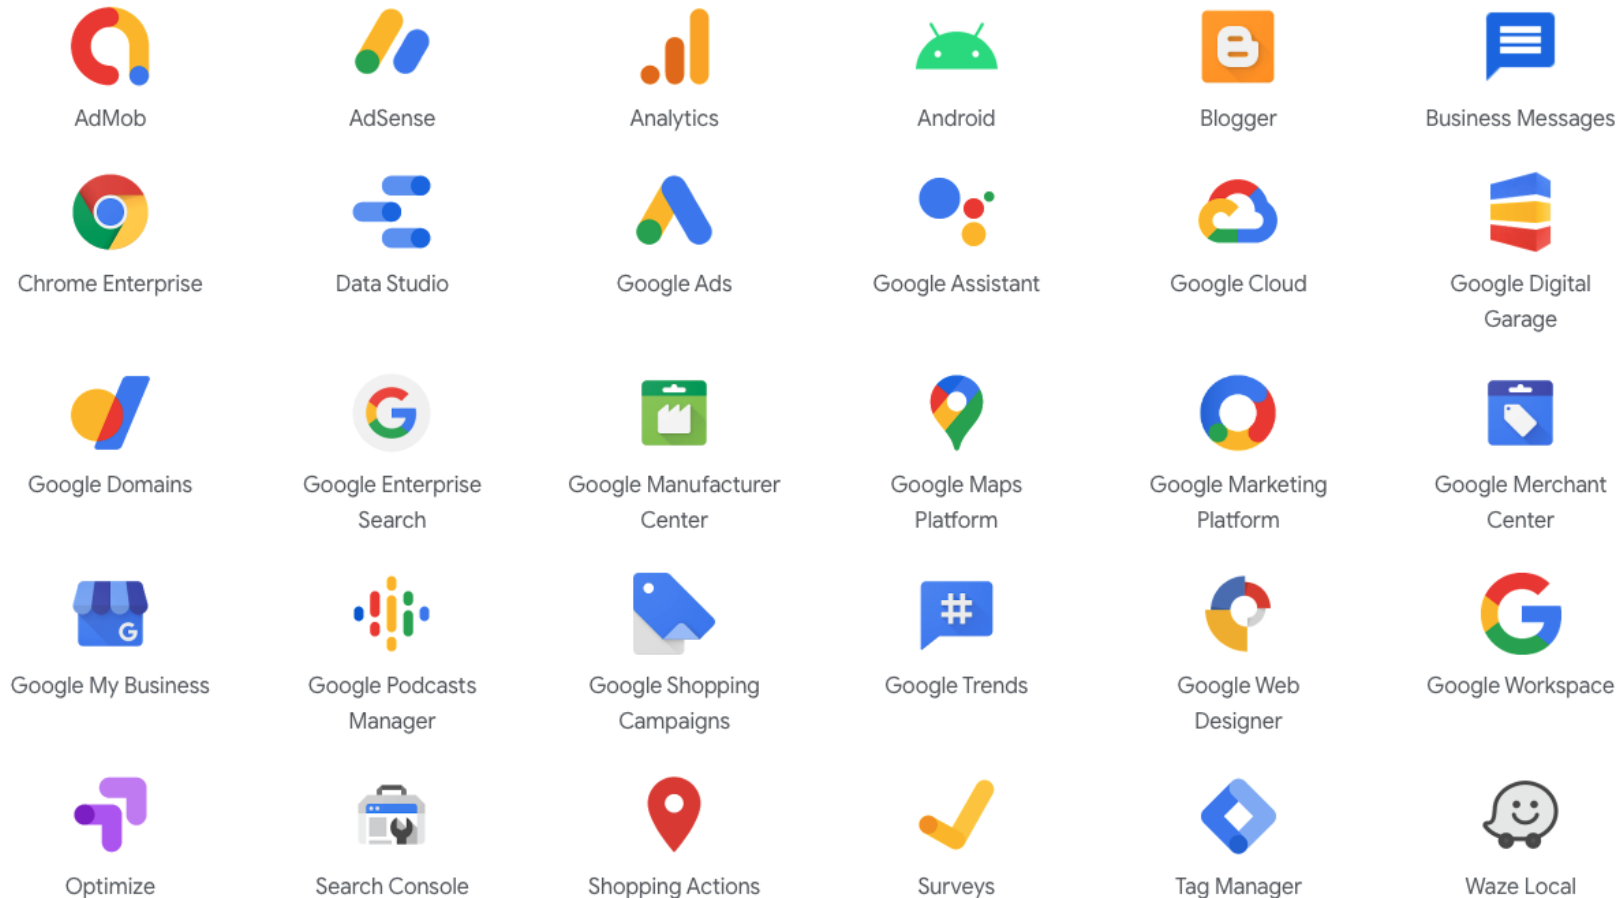 AdMob
AdSense
Analytics
Android
Blogger
Business Messages
Chrome Enterprise
Data Studio
Google Ads
Google Assistant
Google Cloud
Google Digital
Garage
Google Domains
Google Enterprise
Search
Google Manufacturer
Center
Google Maps
Platform
Google Marketing
Platform
Google Merchant
Center
Google My Business
Google Podcasts
Manager
Google Shopping
Campaigns
Google Trends
Google Web
Designer
Google Workspace
Optimize
Search Console
Shopping Actions
Surveys
Tag Manager
Waze Local